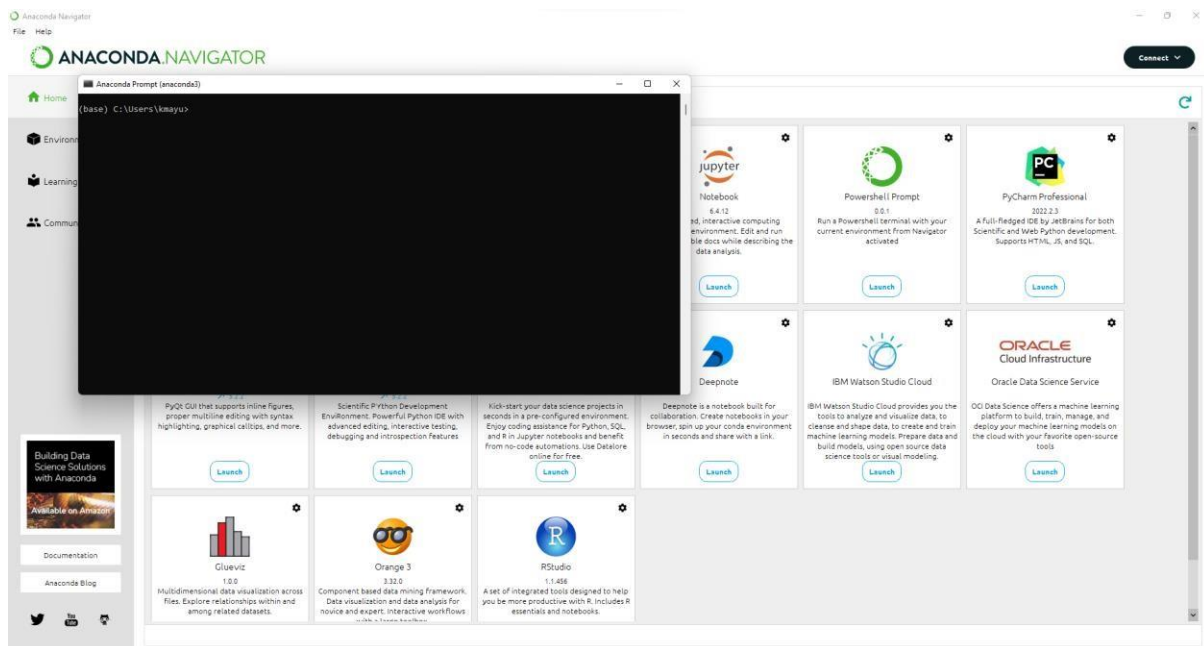 Anaconda Navigator
File Help
ANACONDA.NAVIGATOR
Connect
Anaconda Prompt (anaconda3)
(base) C:\Users\kmayu>
Home
Environ
Learning
Commun
jupyter
Notebook
6.4.12
ed, interactive computing
environment. Edit and run
ble docs while describing the
data analysis.
Launch
Powershell Prompt
0.0.1
Run a Powershell terminal with your
current environment from Navigator
activated
Launch
PC
PyCharm Professional
2022.2.3
A full-fledged IDE by JetBrains for both
Scientific and Web Python development.
Supports HTML, JS, and SQL.
Launch
PyQt GUI that supports inline figures,
proper multiline editing with syntax
highlighting, graphical calltips, and more.
Launch
Scientific PYthon Development
EnviRonment. Powerful Python IDE with
advanced editing, interactive testing,
debugging and introspection features
Launch
Kick-start your data science projects in
seconds in a pre-configured environment.
Enjoy coding assistance for Python, SQL,
and R in Jupyter notebooks and benefit
from no-code automations. Use Datalore
online for free.
Launch
Deepnote
Deepnote is a notebook built for
collaboration. Create notebooks in your
browser, spin up your conda environment
in seconds and share with a link.
Launch
IBM Watson Studio Cloud
IBM Watson Studio Cloud provides you the
tools to analyze and visualize data, to
cleanse and shape data, to create and train
machine learning models. Prepare data and
build models, using open source data
science tools or visual modeling.
Launch
ORACLE
Cloud Infrastructure
Oracle Data Science Service
OCI Data Science offers a machine learning
platform to build, train, manage, and
deploy your machine learning models on
the cloud with your favorite open-source
tools
Launch
Building Data
Science Solutions
with Anaconda
Available on Amazon
Documentation
Anaconda Blog
You
Tube
Glueviz
1.0.0
Multidimensional data visualization across
files. Explore relationships within and
among related datasets.
Orange 3
3.32.0
Component based data mining framework.
Data visualization and data analysis for
novice and expert. Interactive workflows
with a large toolbox.
R
RStudio
1.1.456
A set of integrated tools designed to help
you be more productive with R. Includes R
essentials and notebooks.